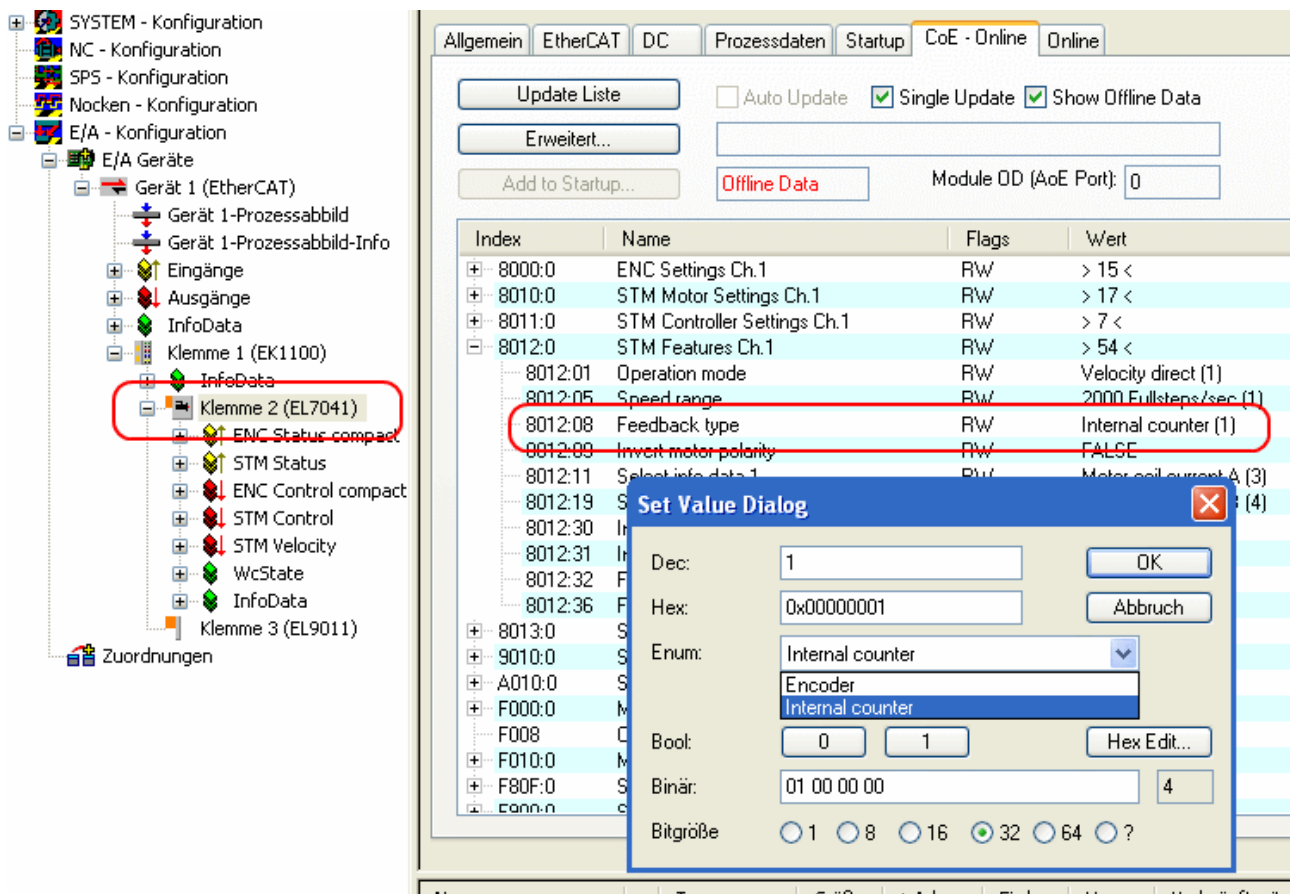 SYSTEM - Konfiguration
NC - Konfiguration
SPS - Konfiguration
Nocken - Konfiguration
E/A - Konfiguration
E/A Geräte
Gerät 1 (EtherCAT)
Gerät 1-Prozessabbild
Gerät 1-Prozessabbild-Info
Eingänge
Ausgänge
InfoData
Klemme 1 (EK1100)
InfoData
Klemme 2 (EL7041)
ENC Status compact
STM Status
ENC Control compact
STM Control
STM Velocity
WcState
InfoData
Klemme 3 (EL9011)
Zuordnungen
Allgemein EtherCAT DC Prozessdaten Startup CoE - Online Online
Update Liste Auto Update Single Update Show Offline Data
Erweitert...
Add to Startup... Offline Data Module OD (AoE Port): 0
Index Name Flags Wert
8000:0 ENC Settings Ch.1 RW > 15 <
8010:0 STM Motor Settings Ch.1 RW > 17 <
8011:0 STM Controller Settings Ch.1 RW > 7 <
8012:0 STM Features Ch.1 RW > 54 <
8012:01 Operation mode RW Velocity direct (1)
8012:05 Speed range RW 2000 Fullsteps/sec (1)
8012:08 Feedback type RW Internal counter (1)
8012:09 Invert motor polarity RW FALSE
8012:11 Select info data 1 RW Motor coil current A (3)
8012:19 S (4)
8012:30 In
8012:31 In
8012:32 F
8012:36 F
8013:0 S
9010:0 S
A010:0 S
F000:0 M
F008 C
F010:0 M
F80F:0 S
F900:0 S
Set Value Dialog
Dec: 1 OK
Hex: 0x00000001 Abbruch
Enum: Internal counter
Encoder
Internal counter
Bool: 0 1 Hex Edit...
Binär: 01 00 00 00 4
Bitgröße 1 8 16 32 64 ?